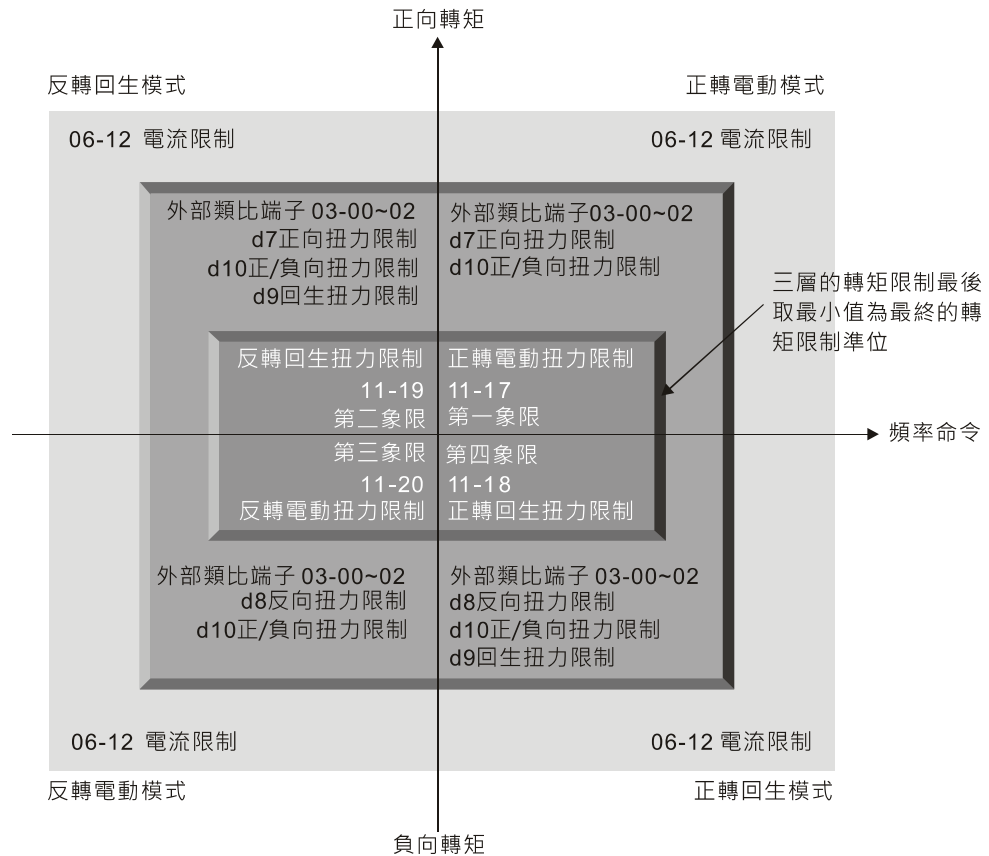 正向轉矩
反轉回生模式
正轉電動模式
06-12 電流限制
06-12 電流限制
外部類比端子 03-00~02
d7正向扭力限制
d10正/負向扭力限制
d9回生扭力限制
外部類比端子03-00~02
d7正向扭力限制
d10正/負向扭力限制
三層的轉矩限制最後
取最小值為最終的轉
矩限制準位
反轉回生扭力限制
11-19
第二象限
正轉電動扭力限制
11-17
第一象限
頻率命令
第三象限
11-20
反轉電動扭力限制
第四象限
11-18
正轉回生扭力限制
外部類比端子 03-00~02
d8反向扭力限制
d10正/負向扭力限制
外部類比端子 03-00~02
d8反向扭力限制
d10正/負向扭力限制
d9回生扭力限制
06-12 電流限制
06-12 電流限制
反轉電動模式
正轉回生模式
負向轉矩